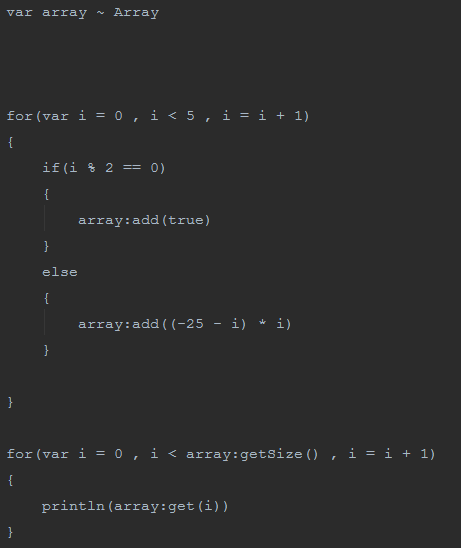 var array ~ Array
for(var i = 0 , i < 5 , i = i + 1)
{
if(i % 2 == 0)
{
array:add(true)
}
else
{
array:add((-25 - i) * i)
}
}
for(var i = 0 , i < array:getSize() , i = i + 1)
{
println(array:get(i))
}